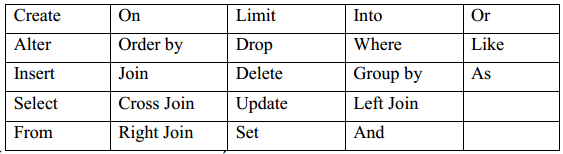 Create On Limit Into Or
Alter Order by Drop Where Like
Insert Join Delete Group by As
Select Cross Join Update Left Join
From Right Join Set And